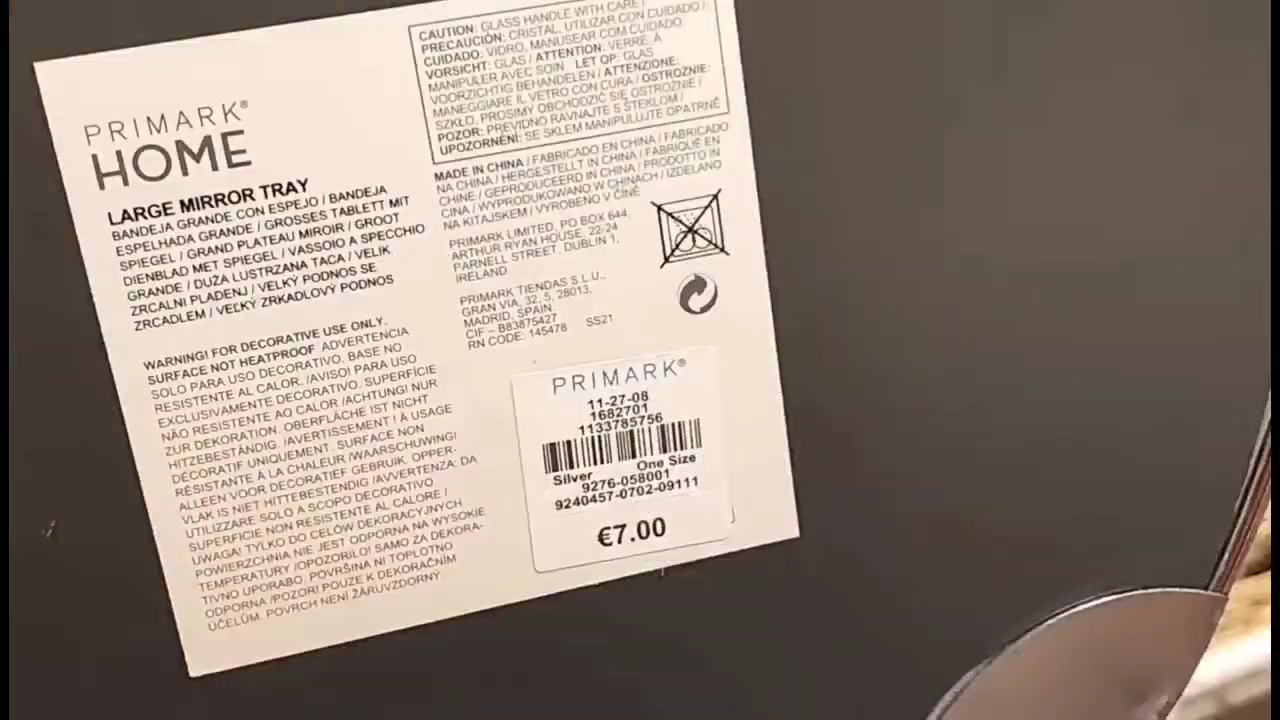 PRIMARK®
HOME
LARGE MIRROR TRAY
BANDEJA GRANDE CON ESPEJO / BANDEJA
ESPELHADA GRANDE / GROSSES TABLETT MIT
SPIEGEL / GRAND PLATEAU MIROIR / GROOT
DIENBLAD MET SPIEGEL / VASSOIO A SPECCHIO
GRANDE / DUŻA LUSTRZANA TACA / VELIK
ZRCALNI PLADENJ / VELKÝ PODNOS SE
ZRCADLEM / VEĽKÝ ZRKADLOVÝ PODNOS
WARNING! FOR DECORATIVE USE ONLY.
SURFACE NOT HEATPROOF ADVERTENCIA
SOLO PARA USO DECORATIVO. BASE NO
RESISTENTE AL CALOR. /AVISO! PARA USO
EXCLUSIVAMENTE DECORATIVO. SUPERFÍCIE
NÃO RESISTENTE AO CALOR /ACHTUNG! NUR
ZUR DEKORATION. OBERFLÄCHE IST NICHT
HITZEBESTÄNDIG. /AVERTISSEMENT ! À USAGE
DÉCORATIF UNIQUEMENT. SURFACE NON
RÉSISTANTE À LA CHALEUR /WAARSCHUWING!
ALLEEN VOOR DECORATIEF GEBRUIK. OPPER-
VLAK IS NIET HITTEBESTENDIG /AVVERTENZA: DA
UTILIZZARE SOLO A SCOPO DECORATIVO.
SUPERFICIE NON RESISTENTE AL CALORE /
UWAGA! TYLKO DO CELÓW DEKORACYJNYCH
POWIERZCHNIA NIE JEST ODPORNA NA WYSOKIE
TEMPERATURY /OPOZORILO! SAMO ZA DEKORA-
TIVNO UPORABO. POVRŠINA NI TOPLOTNO
ODPORNA /POZOR! POUZE K DEKORAČNÍM
ÚČELŮM. POVRCH NENÍ ŽÁRUVZDORNÝ
CAUTION: GLASS HANDLE WITH CARE /
PRECAUCIÓN: CRISTAL, UTILIZAR CON CUIDADO /
CUIDADO: VIDRO, MANUSEAR COM CUIDADO
VORSICHT: GLAS / ATTENTION: VERRE, À
MANIPULER AVEC SOIN LET OP: GLAS
VOORZICHTIG BEHANDELEN / ATTENZIONE:
MANEGGIARE IL VETRO CON CURA / OSTROŻNIE:
SZKŁO, PROSIMY OBCHODZIĆ SIĘ OSTROŻNIE /
POZOR: PREVIDNO RAVNAJTE S STEKLOM /
UPOZORNĚNÍ: SE SKLEM MANIPULUJTE OPATRNĚ
MADE IN CHINA / FABRICADO EN CHINA / FABRICADO
NA CHINA / HERGESTELLT IN CHINA / FABRIQUÉ EN
CHINE / GEPRODUCEERD IN CHINA / PRODOTTO IN
CINA / WYPRODUKOWANO W CHINACH / IZDELANO
NA KITAJSKEM / VYROBENO V ČÍNĚ
PRIMARK LIMITED, PO BOX 644,
ARTHUR RYAN HOUSE, 22-24
PARNELL STREET, DUBLIN 1,
IRELAND
PRIMARK TIENDAS S.L.U.,
GRAN VIA, 32, 5, 28013,
MADRID, SPAIN.
CIF – B83875427
RN CODE: 145478 SS21
PRIMARK®
11-27-08
1682701
1133785756
Silver One Size
9276-058001
9240457-0702-09111
€7.00